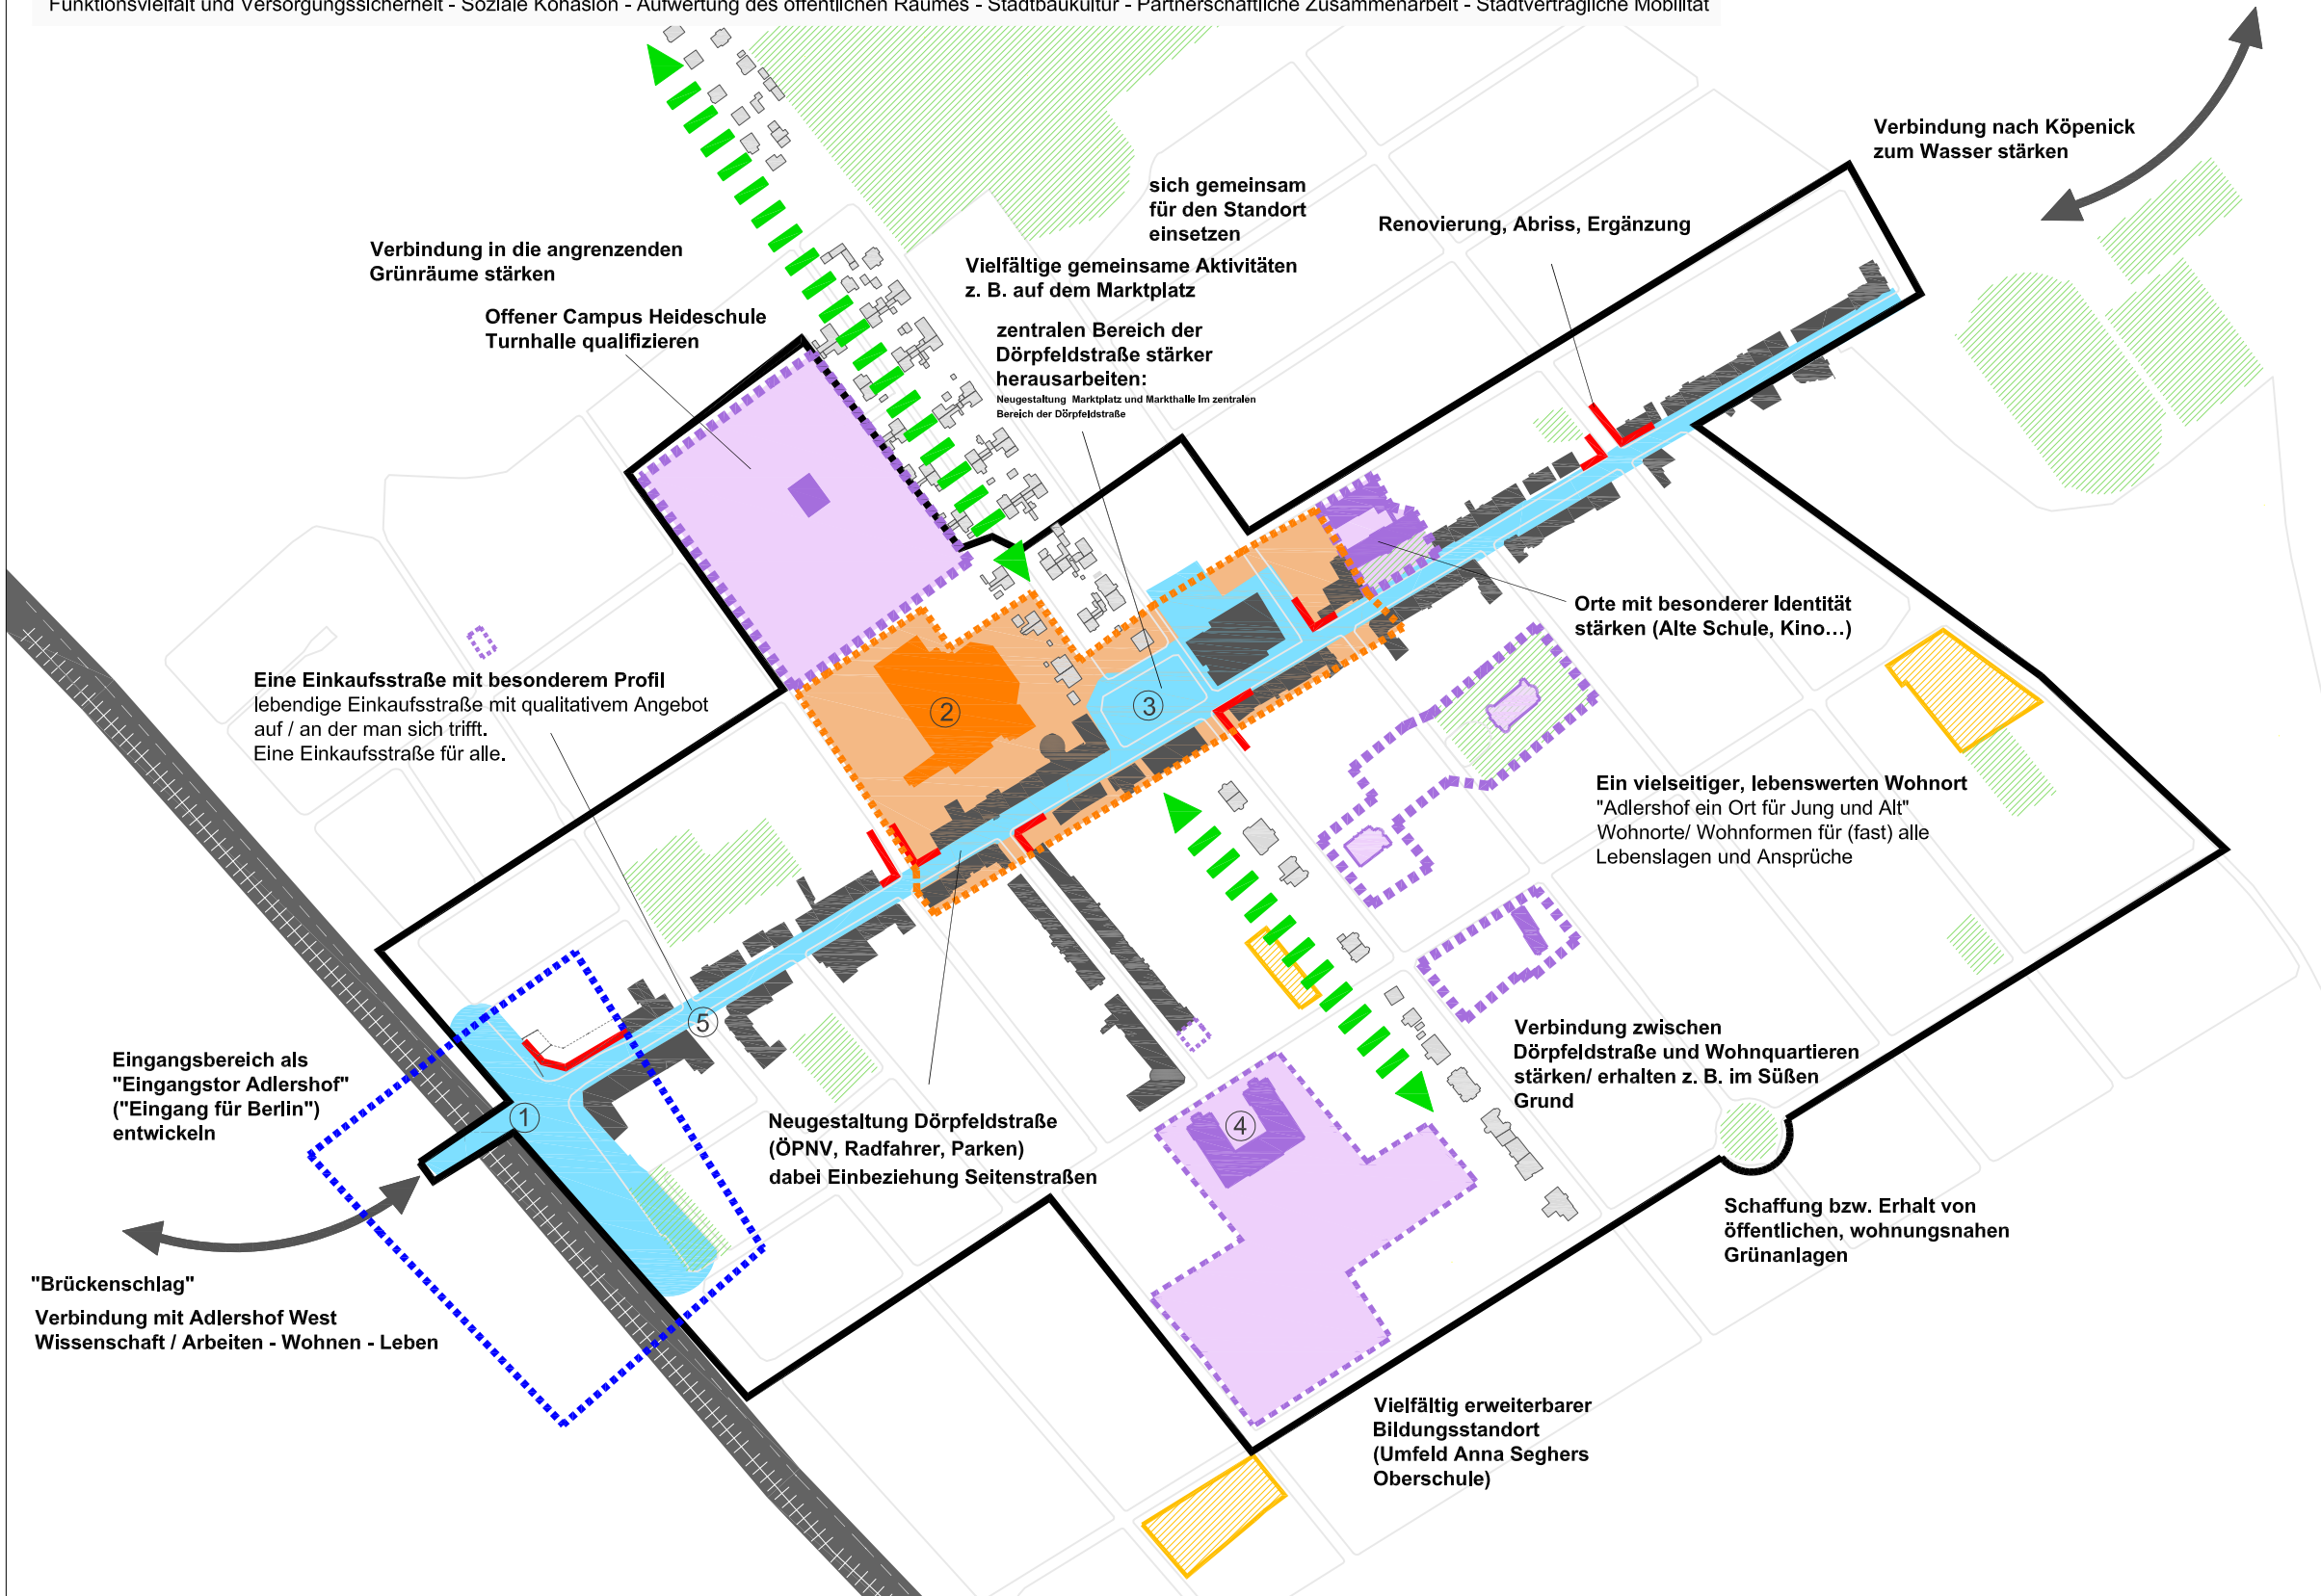 Funktionsvielfalt und Versorgungssicherheit - Soziale Kohäsion - Aufwertung des öffentlichen Raumes - Stadtbaukultur - Partnerschaftliche Zusammenarbeit - Stadtverträgliche Mobilität
Verbindung nach Köpenick
zum Wasser stärken
sich gemeinsam
für den Standort
einsetzen
Renovierung, Abriss, Ergänzung
Verbindung in die angrenzenden
Grünräume stärken
Vielfältige gemeinsame Aktivitäten
z. B. auf dem Marktplatz
Offener Campus Heideschule
Turnhalle qualifizieren
zentralen Bereich der
Dörpfeldstraße stärker
herausarbeiten:
Neugestaltung Marktplatz und Markthalle Im zentralen
Bereich der Dörpfeldstraße
Orte mit besonderer Identität
stärken (Alte Schule, Kino...)
Eine Einkaufsstraße mit besonderem Profil
lebendige Einkaufsstraße mit qualitativem Angebot
auf / an der man sich trifft.
Eine Einkaufsstraße für alle.
2
3
Ein vielseitiger, lebenswerten Wohnort
"Adlershof ein Ort für Jung und Alt"
Wohnorte/ Wohnformen für (fast) alle
Lebenslagen und Ansprüche
5
Eingangsbereich als
"Eingangstor Adlershof"
("Eingang für Berlin")
entwickeln
1
Neugestaltung Dörpfeldstraße
(ÖPNV, Radfahrer, Parken)
dabei Einbeziehung Seitenstraßen
4
Verbindung zwischen
Dörpfeldstraße und Wohnquartieren
stärken/ erhalten z. B. im Süßen
Grund
Schaffung bzw. Erhalt von
öffentlichen, wohnungsnahen
Grünanlagen
"Brückenschlag"
Verbindung mit Adlershof West
Wissenschaft / Arbeiten - Wohnen - Leben
Vielfältig erweiterbarer
Bildungsstandort
(Umfeld Anna Seghers
Oberschule)